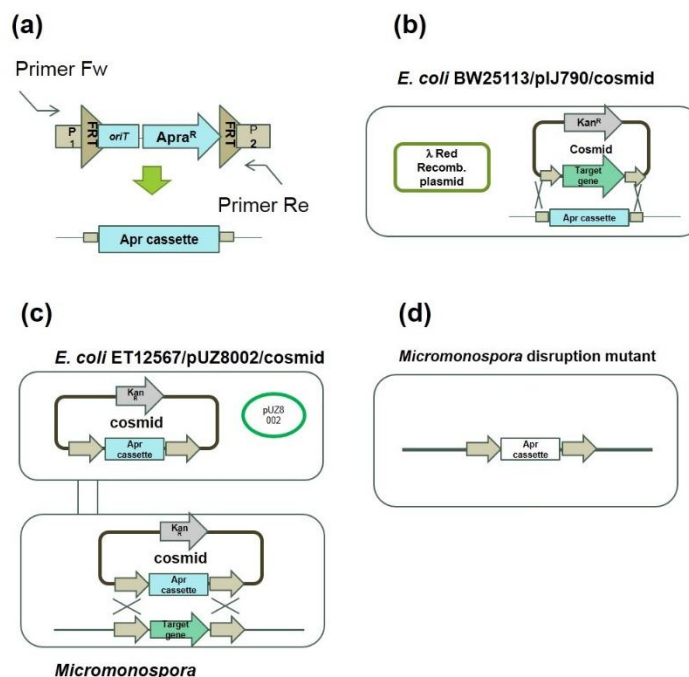 (a)
Primer Fw
P
1
FRT
oriT
ApraR
FRT
P
2
Primer Re
Apr cassette
(b)
E. coli BW25113/pIJ790/cosmid
λ Red
Recomb.
plasmid
KanR
Cosmid
Target
gene
Apr cassette
(c)
E. coli ET12567/pUZ8002/cosmid
Kan
R
cosmid
Apr
cassette
pUZ8
002
Kan
R
cosmid
Apr
cassette
Target
gene
Micromonospora
(d)
Micromonospora disruption mutant
Apr
cassette